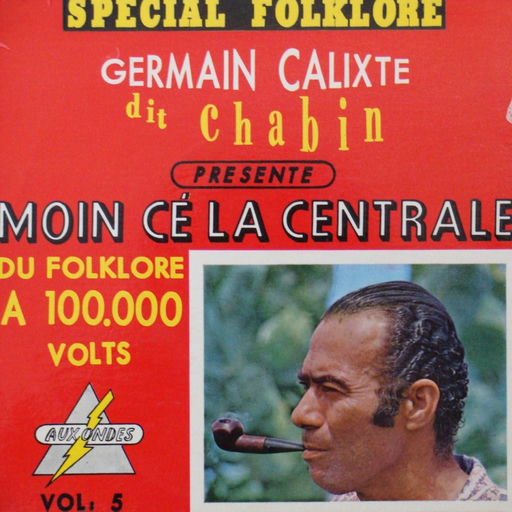 SPECIAL FOLKLORE
GERMAIN CALIXTE
dit chabin
PRESENTE
MOIN CÉ LA CENTRALE
DU FOLKLORE
A 100.000
VOLTS
AUX ONDES
VOL: 5